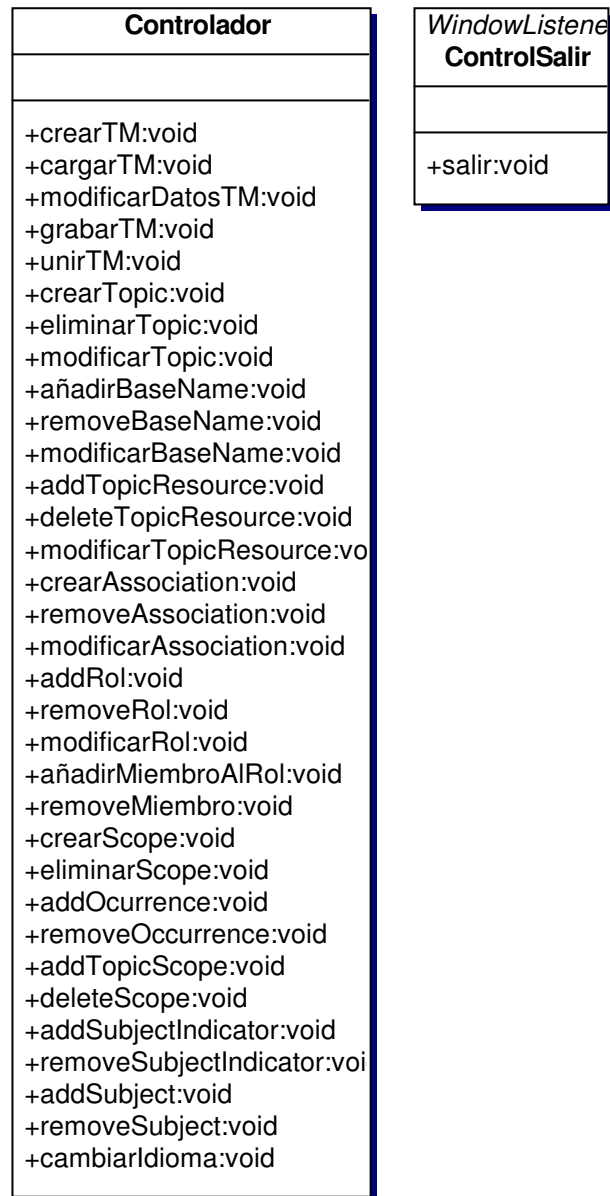 Controlador
+crearTM:void
+cargarTM:void
+modificarDatosTM:void
+grabarTM:void
+unirTM:void
+crearTopic:void
+eliminarTopic:void
+modificarTopic:void
+añadirBaseName:void
+removeBaseName:void
+modificarBaseName:void
+addTopicResource:void
+deleteTopicResource:void
+modificarTopicResource:vo
+crearAssociation:void
+removeAssociation:void
+modificarAssociation:void
+addRol:void
+removeRol:void
+modificarRol:void
+añadirMiembroAlRol:void
+removeMiembro:void
+crearScope:void
+eliminarScope:void
+addOcurrence:void
+removeOccurrence:void
+addTopicScope:void
+deleteScope:void
+addSubjectIndicator:void
+removeSubjectIndicator:voi
+addSubject:void
+removeSubject:void
+cambiarIdioma:void
WindowListene
ControlSalir
+salir:void